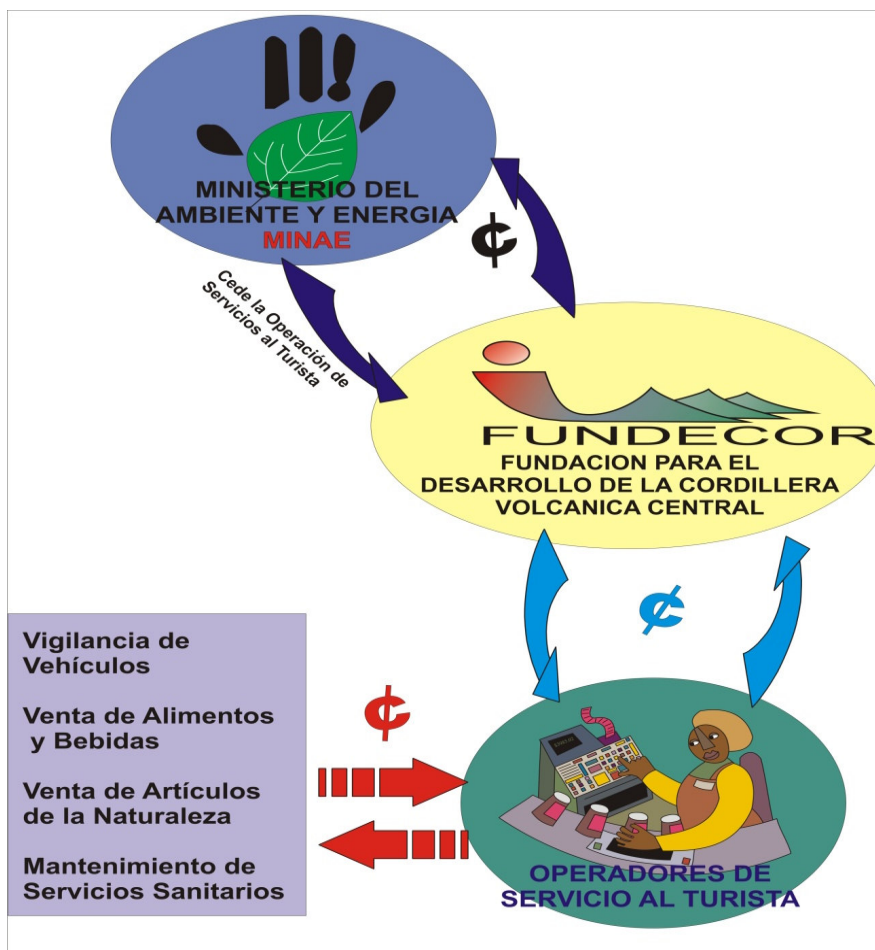 MINISTERIO DEL
AMBIENTE Y ENERGIA
MINAE
¢
Cede la Operación de
Servicios al Turista
FUNDECOR
FUNDACION PARA EL
DESARROLLO DE LA CORDILLERA
VOLCANICA CENTRAL
¢
Vigilancia de
Vehículos
Venta de Alimentos
y Bebidas
Venta de Artículos
de la Naturaleza
Mantenimiento de
Servicios Sanitarios
¢
OPERADORES DE
SERVICIO AL TURISTA